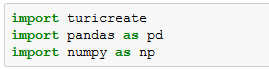 import turicreate
import pandas as pd
import numpy as np